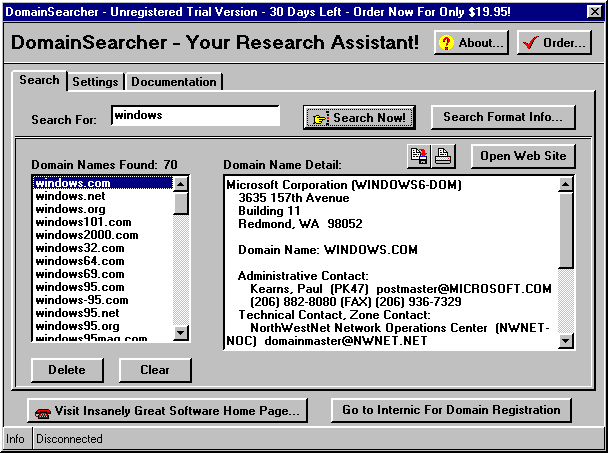 DomainSearcher - Unregistered Trial Version - 30 Days Left - Order Now For Only $19.95!
DomainSearcher - Your Research Assistant!
About...
Order...
Search
Settings
Documentation
Search For:
windows
Search Now!
Search Format Info...
Domain Names Found: 70
windows.com
windows.net
windows.org
windows101.com
windows2000.com
windows32.com
windows64.com
windows69.com
windows95.com
windows-95.com
windows95.net
windows95.org
windows95mag.com
Domain Name Detail:
Open Web Site
Microsoft Corporation (WINDOWS6-DOM)
3635 157th Avenue
Building 11
Redmond, WA 98052
Domain Name: WINDOWS.COM
Administrative Contact:
Kearns, Paul (PK47) postmaster@MICROSOFT.COM
(206) 882-8080 (FAX) (206) 936-7329
Technical Contact, Zone Contact:
NorthWestNet Network Operations Center (NWNET-
NOC) domainmaster@NWNET.NET
Delete
Clear
Visit Insanely Great Software Home Page...
Go to Internic For Domain Registration
Info
Disconnected